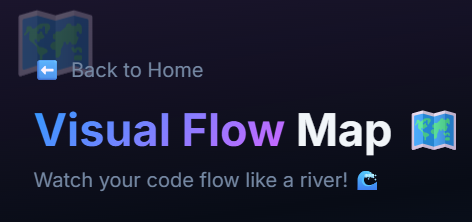 ⬅️ Back to Home
Visual Flow Map 🗺️
Watch your code flow like a river! 🌊